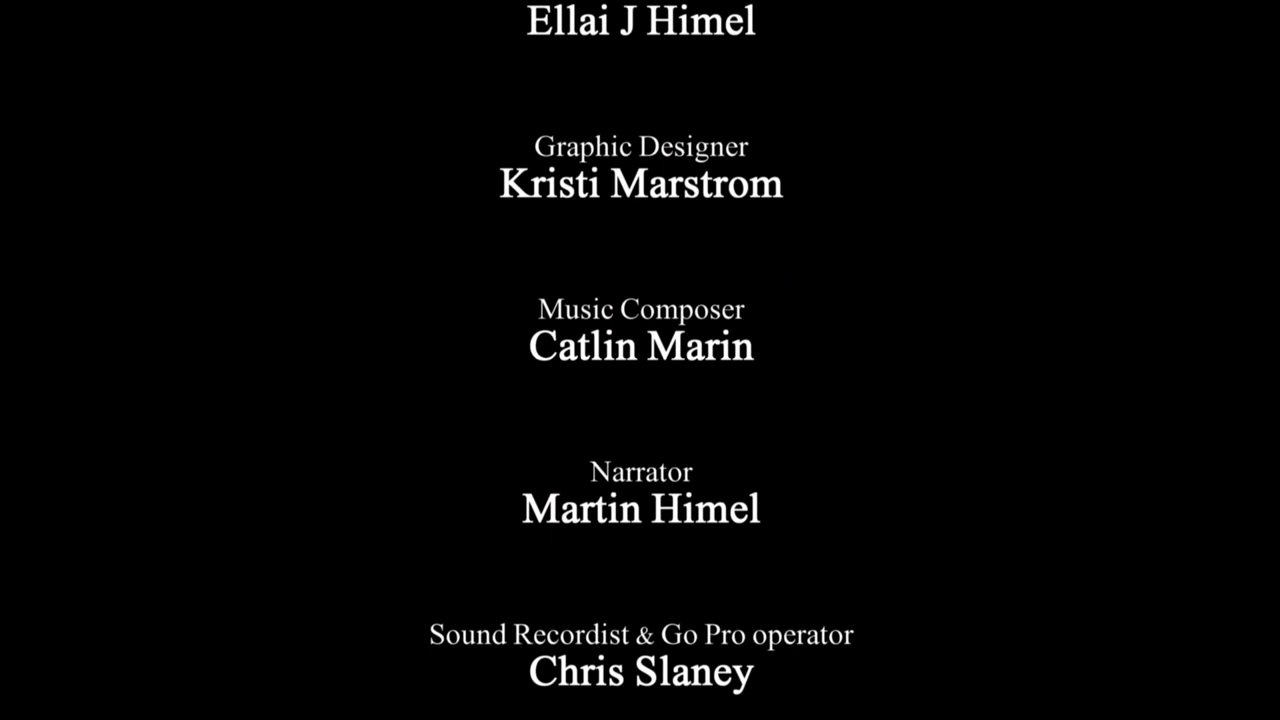 Ellai J Himel
Graphic Designer
Kristi Marstrom
Music Composer
Catlin Marin
Narrator
Martin Himel
Sound Recordist & Go Pro operator
Chris Slaney